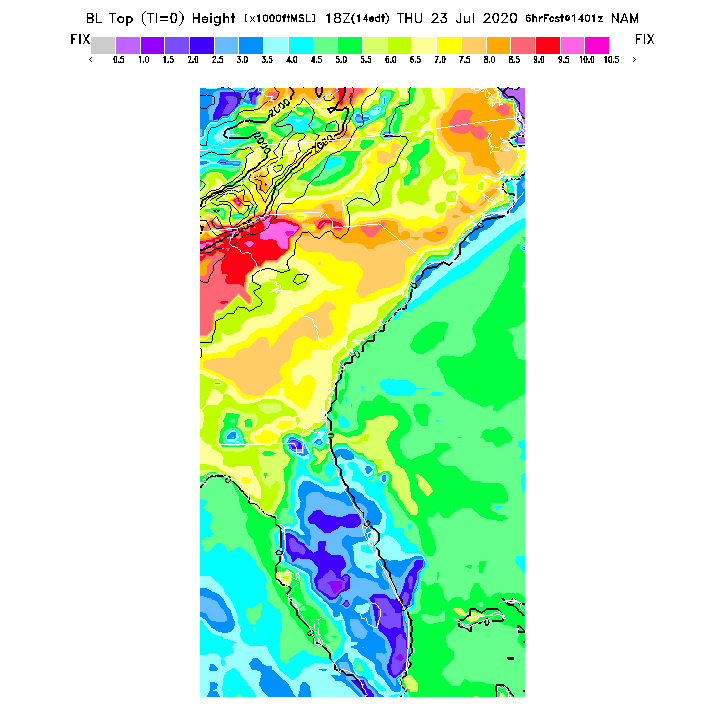 BL Top (TI=0) Height [x1000ftMSL] 18Z(14edt) THU 23 Jul 2020 6hrFcst@1401z NAM
FIX FIX
< 0.5 1.0 1.5 2.0 2.5 3.0 3.5 4.0 4.5 5.0 5.5 6.0 6.5 7.0 7.5 8.0 8.5 9.0 9.5 10.0 10.5 >
2000
2000
2000